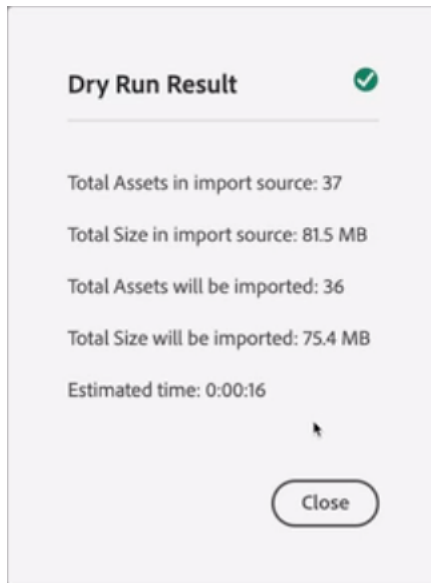 Dry Run Result
Total Assets in import source: 37
Total Size in import source: 81.5 MB
Total Assets will be imported: 36
Total Size will be imported: 75.4 MB
Estimated time: 0:00:16
Close